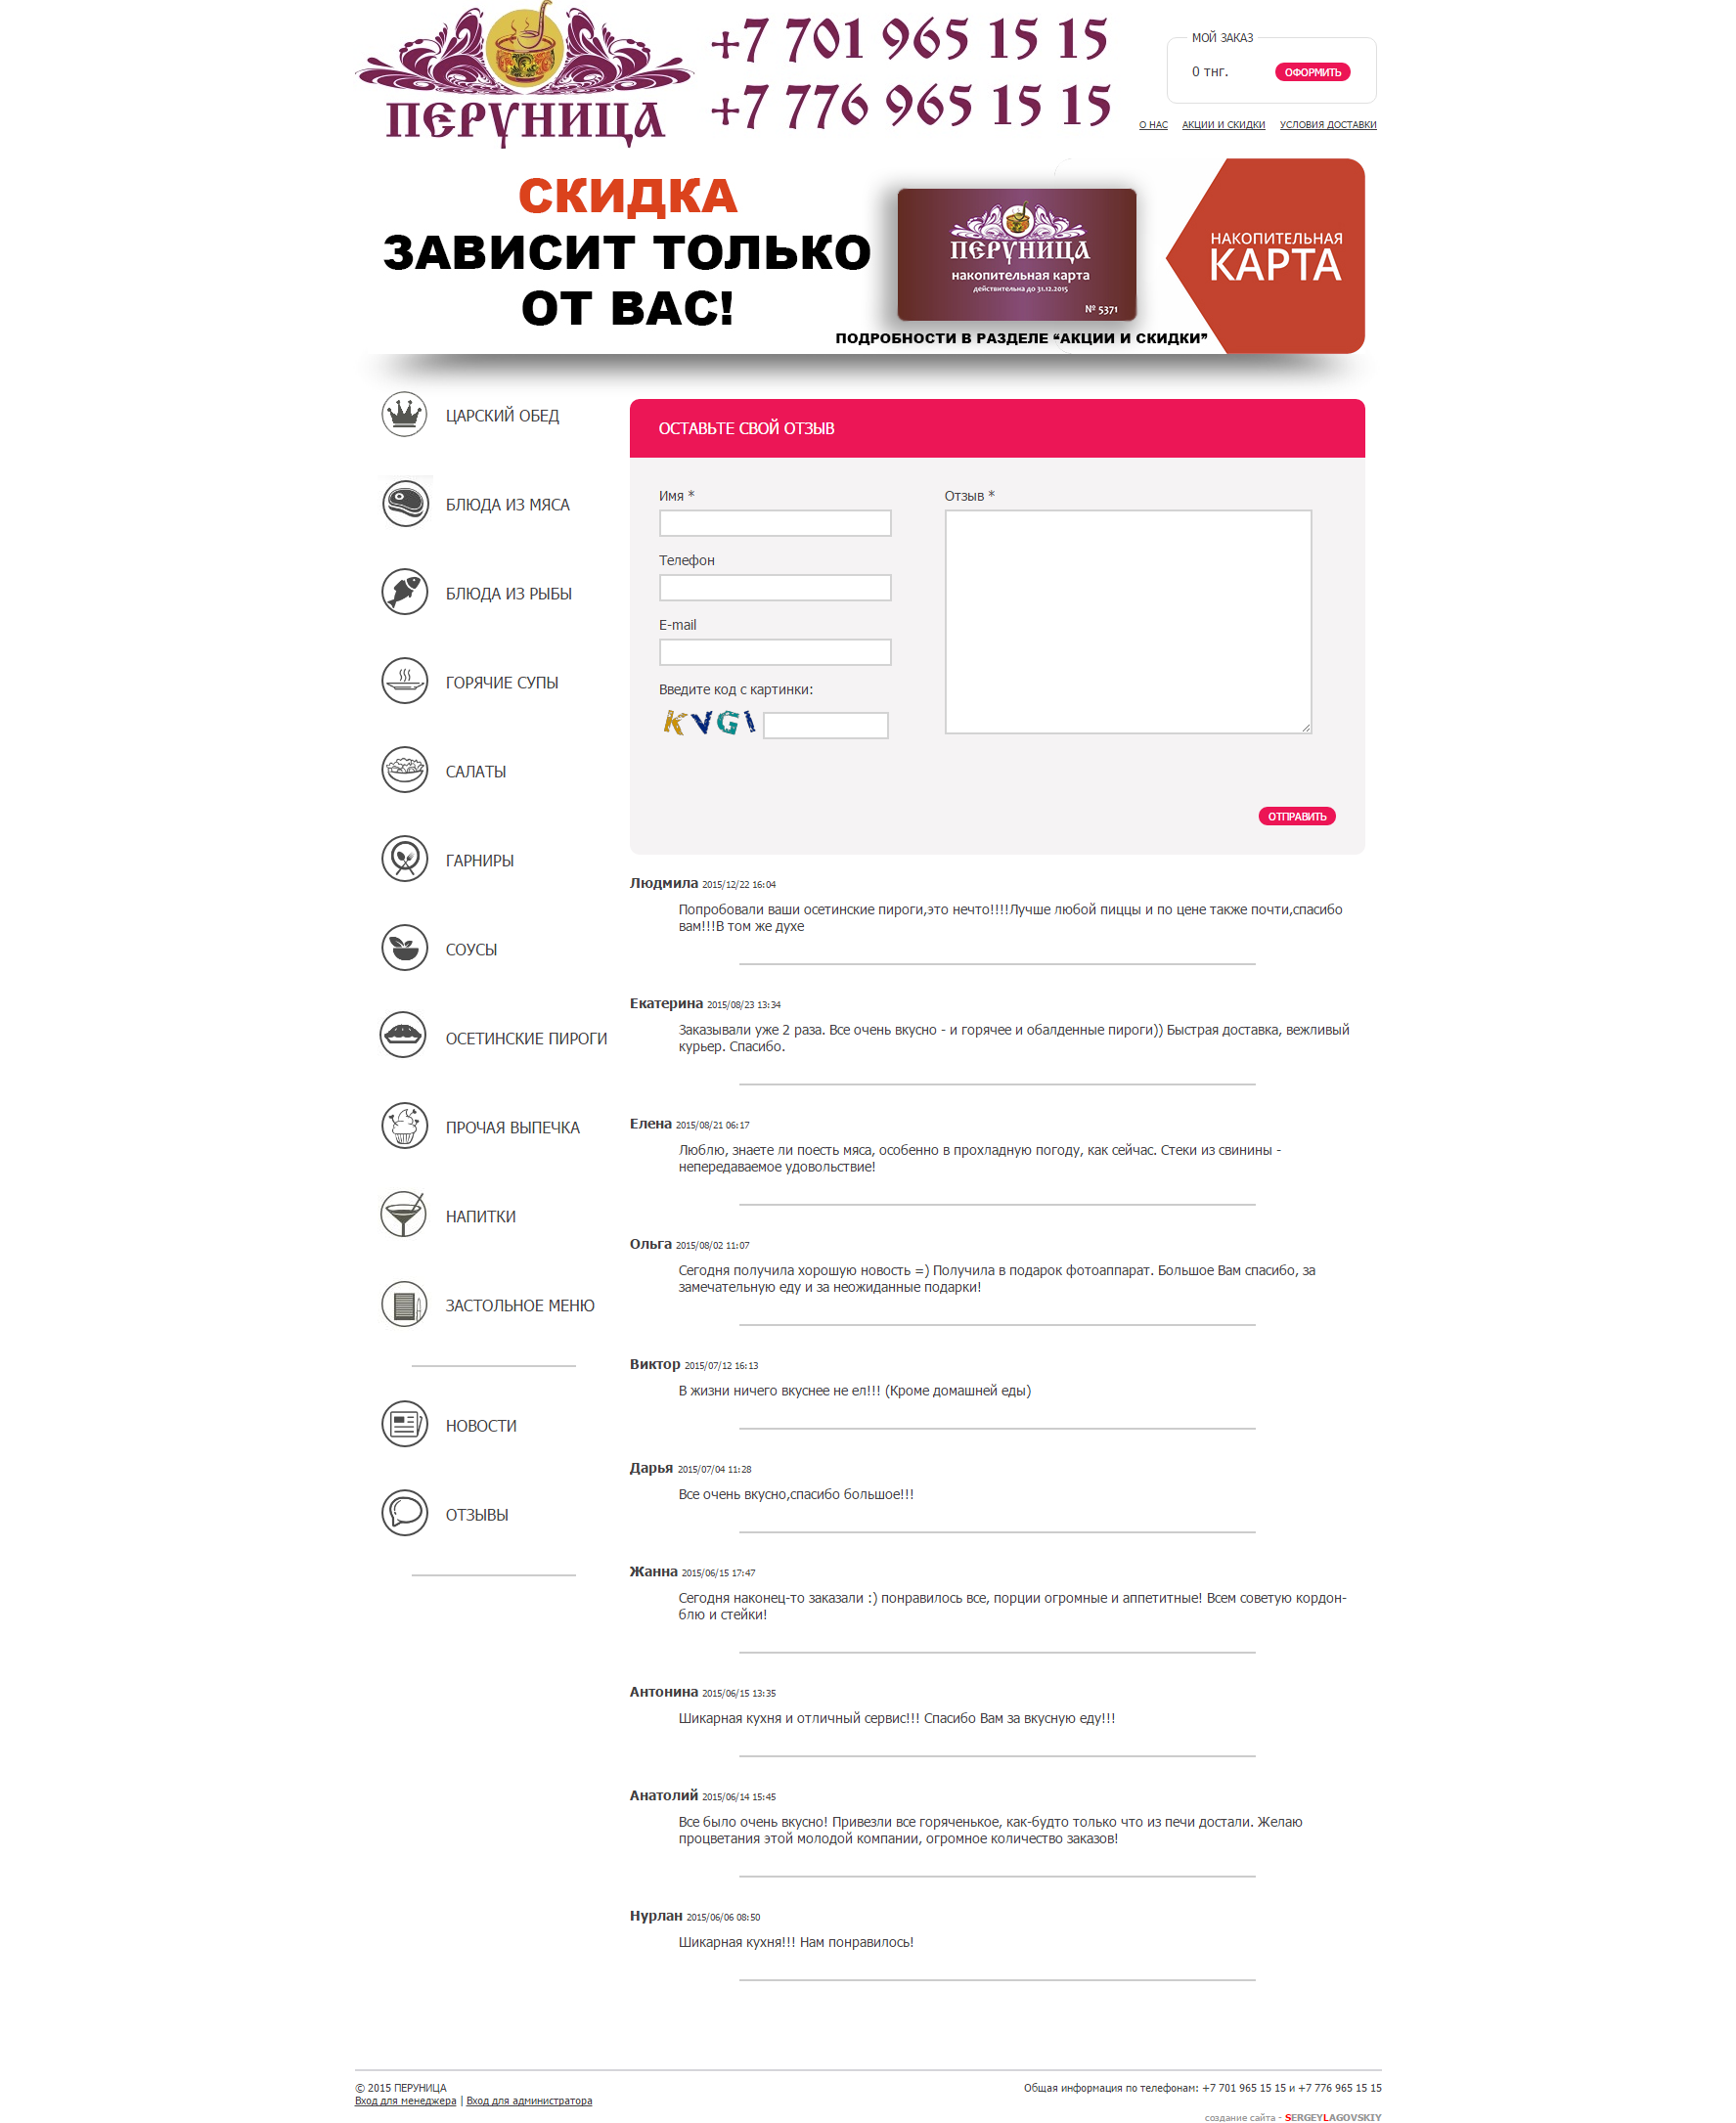 ПЕРУНИЦА
+7 701 965 15 15
+7 776 965 15 15
МОЙ ЗАКАЗ
0 тнг.
ОФОРМИТЬ
О НАС
АКЦИИ И СКИДКИ
УСЛОВИЯ ДОСТАВКИ
СКИДКА
ЗАВИСИТ ТОЛЬКО
ОТ ВАС!
ПЕРУНИЦА
накопительная карта
действительна до 31.12.2015
№ 5371
НАКОПИТЕЛЬНАЯ
КАРТА
ПОДРОБНОСТИ В РАЗДЕЛЕ “АКЦИИ И СКИДКИ”
ЦАРСКИЙ ОБЕД
БЛЮДА ИЗ МЯСА
БЛЮДА ИЗ РЫБЫ
ГОРЯЧИЕ СУПЫ
САЛАТЫ
ГАРНИРЫ
СОУСЫ
ОСЕТИНСКИЕ ПИРОГИ
ПРОЧАЯ ВЫПЕЧКА
НАПИТКИ
ЗАСТОЛЬНОЕ МЕНЮ
НОВОСТИ
ОТЗЫВЫ
ОСТАВЬТЕ СВОЙ ОТЗЫВ
Имя *
Телефон
E-mail
Введите код с картинки:
KVGI
Отзыв *
ОТПРАВИТЬ
Людмила 2015/12/22 16:04
Попробовали ваши осетинские пироги,это нечто!!!!Лучше любой пиццы и по цене также почти,спасибо
вам!!!В том же духе
Екатерина 2015/08/23 13:34
Заказывали уже 2 раза. Все очень вкусно - и горячее и обалденные пироги)) Быстрая доставка, вежливый
курьер. Спасибо.
Елена 2015/08/21 06:17
Люблю, знаете ли поесть мяса, особенно в прохладную погоду, как сейчас. Стеки из свинины -
непередаваемое удовольствие!
Ольга 2015/08/02 11:07
Сегодня получила хорошую новость =) Получила в подарок фотоаппарат. Большое Вам спасибо, за
замечательную еду и за неожиданные подарки!
Виктор 2015/07/12 16:13
В жизни ничего вкуснее не ел!!! (Кроме домашней еды)
Дарья 2015/07/04 11:28
Все очень вкусно,спасибо большое!!!
Жанна 2015/06/15 17:47
Сегодня наконец-то заказали :) понравилось все, порции огромные и аппетитные! Всем советую кордон-
блю и стейки!
Антонина 2015/06/15 13:35
Шикарная кухня и отличный сервис!!! Спасибо Вам за вкусную еду!!!
Анатолий 2015/06/14 15:45
Все было очень вкусно! Привезли все горяченькое, как-будто только что из печи достали. Желаю
процветания этой молодой компании, огромное количество заказов!
Нурлан 2015/06/06 08:50
Шикарная кухня!!! Нам понравилось!
© 2015 ПЕРУНИЦА
Вход для менеджера | Вход для администратора
Общая информация по телефонам: +7 701 965 15 15 и +7 776 965 15 15
создание сайта - SERGEYLAGOVSKIY